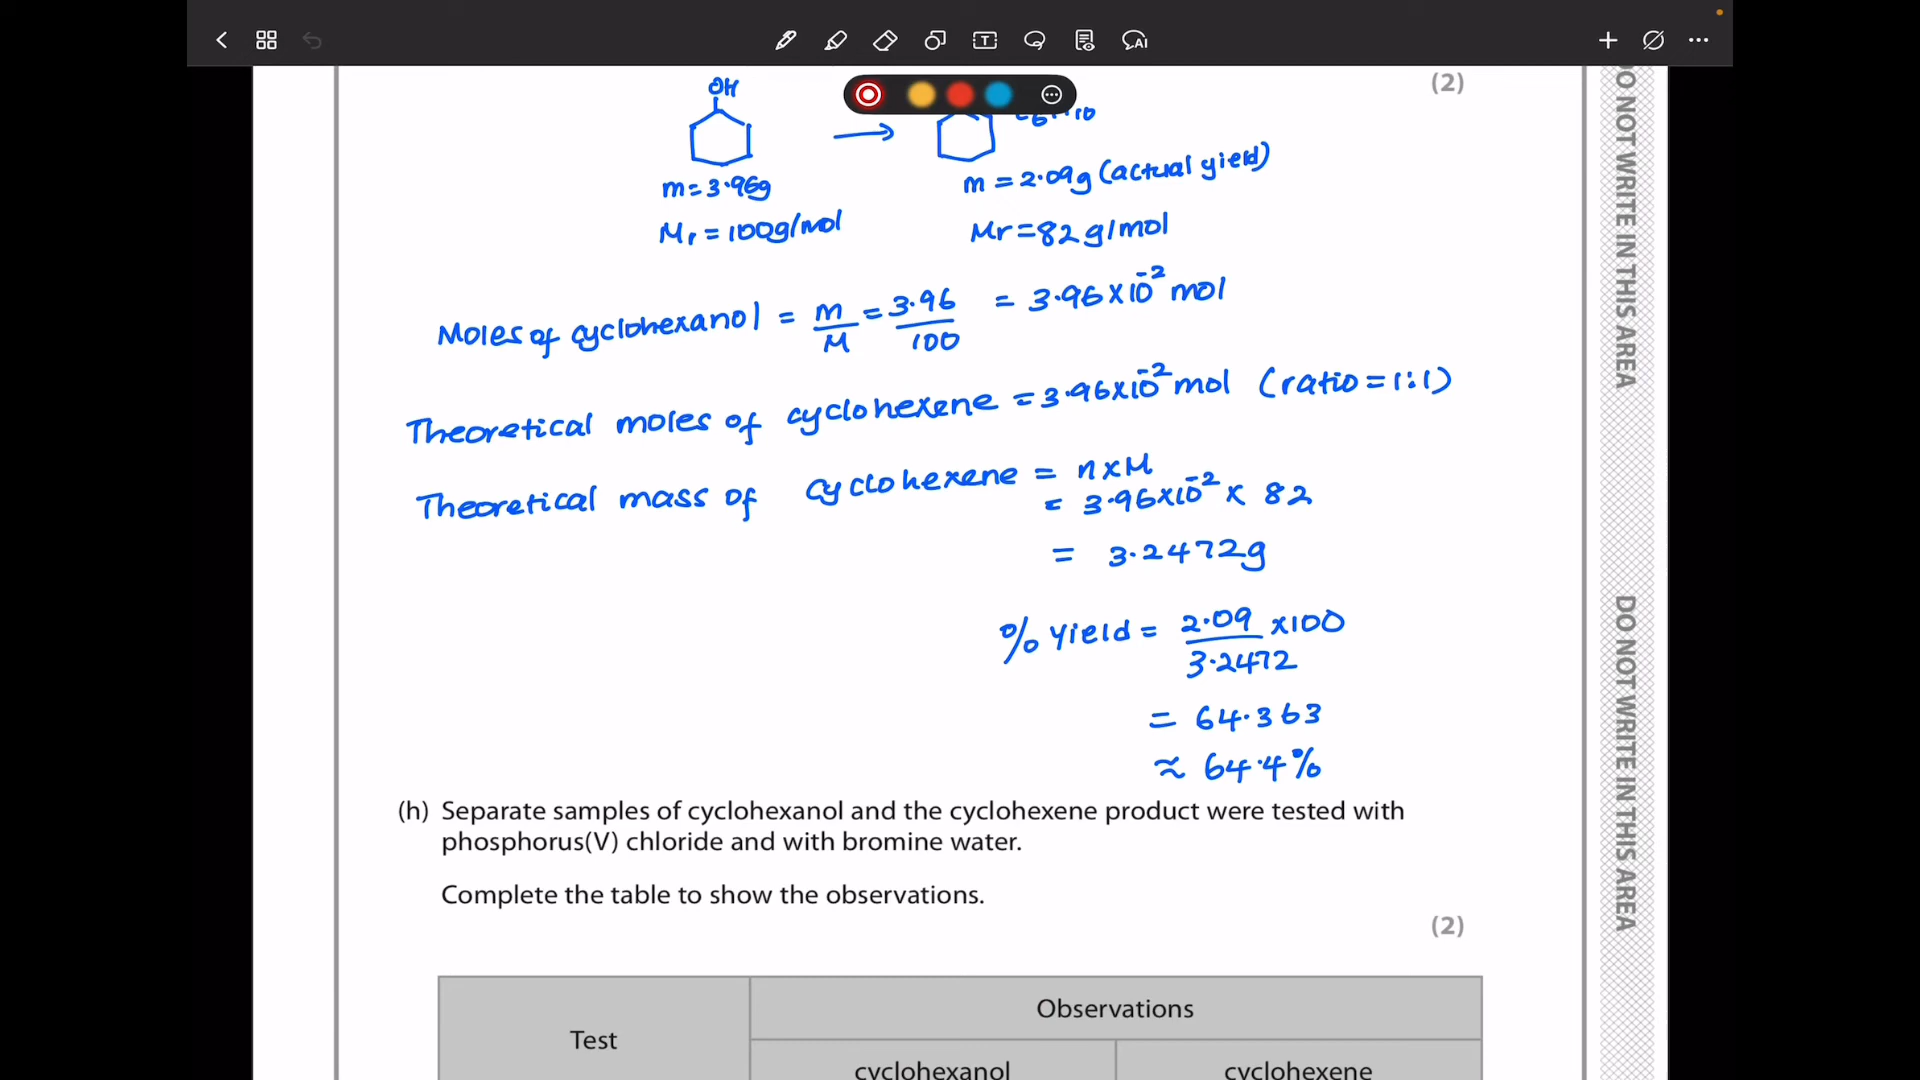 AI
(2)
OH
m = 3.96g
m = 2.09g (actual yield)
Mr = 100g/mol
Mr = 82 g/mol
Moles of cyclohexanol = m/M = 3.96/100 = 3.96 × 10⁻² mol
Theoretical moles of cyclohexene = 3.96×10⁻² mol (ratio = 1:1)
Theoretical mass of cyclohexene = n×M
= 3.96×10⁻² × 82
= 3.2472g
% Yield = 2.09/3.2472 ×100
= 64.363
≈ 64.4%
(h) Separate samples of cyclohexanol and the cyclohexene product were tested with
phosphorus(V) chloride and with bromine water.
Complete the table to show the observations.
(2)
Test
Observations
cyclohexanol
cyclohexene
DO NOT WRITE IN THIS AREA
DO NOT WRITE IN THIS AREA